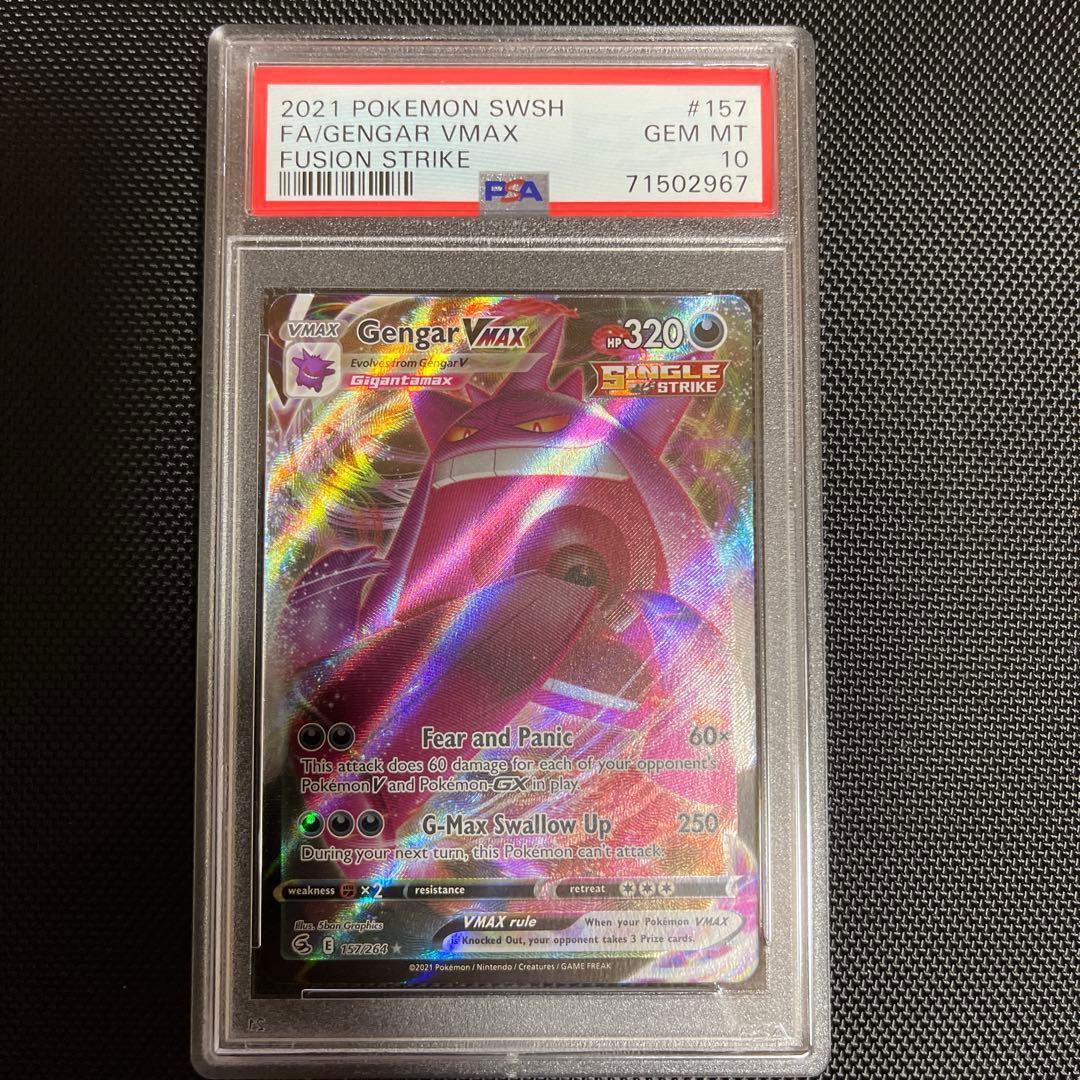 2021 POKEMON SWSH #157
FA/GENGAR VMAX GEM MT
FUSION STRIKE 10
PSA 71502967
VMAX Gengar VMAX HP 320
Evolves from Gengar V
Gigantamax
SINGLE STRIKE
Fear and Panic 60×
This attack does 60 damage for each of your opponent's
Pokémon V and Pokémon-GX in play.
G-Max Swallow Up 250
During your next turn, this Pokémon can't attack.
weakness ×2 resistance retreat
VMAX rule When your Pokémon VMAX
is Knocked Out, your opponent takes 3 Prize cards.
Illus. 5ban Graphics
E 157/264 ★
©2021 Pokémon / Nintendo / Creatures / GAME FREAK